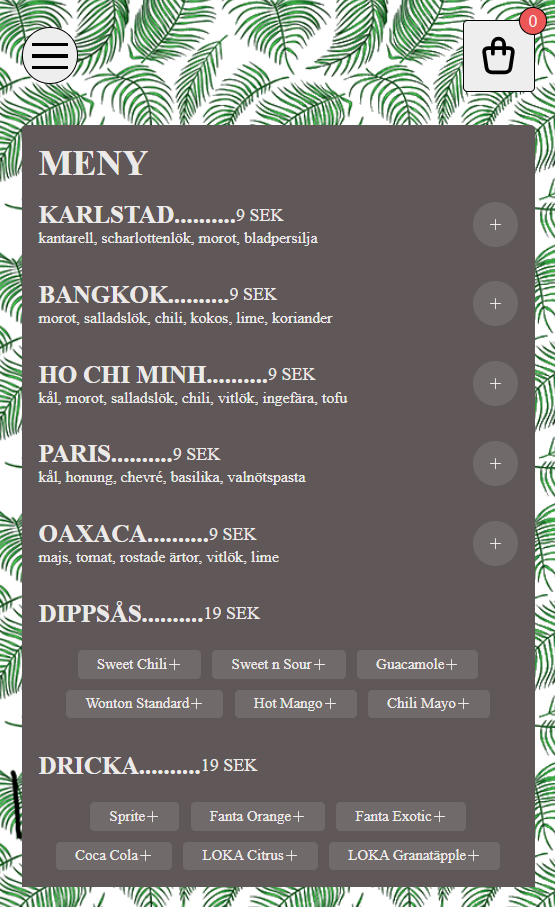 0
MENY
KARLSTAD..........9 SEK
kantarell, scharlottenlök, morot, bladpersilja
BANGKOK..........9 SEK
morot, salladslök, chili, kokos, lime, koriander
HO CHI MINH..........9 SEK
kål, morot, salladslök, chili, vitlök, ingefära, tofu
PARIS..........9 SEK
kål, honung, chevré, basilika, valnötspasta
OAXACA..........9 SEK
majs, tomat, rostade ärtor, vitlök, lime
DIPPSÅS..........19 SEK
Sweet Chili+ Sweet n Sour+ Guacamole+
Wonton Standard+ Hot Mango+ Chili Mayo+
DRICKA..........19 SEK
Sprite+ Fanta Orange+ Fanta Exotic+
Coca Cola+ LOKA Citrus+ LOKA Granatäpple+